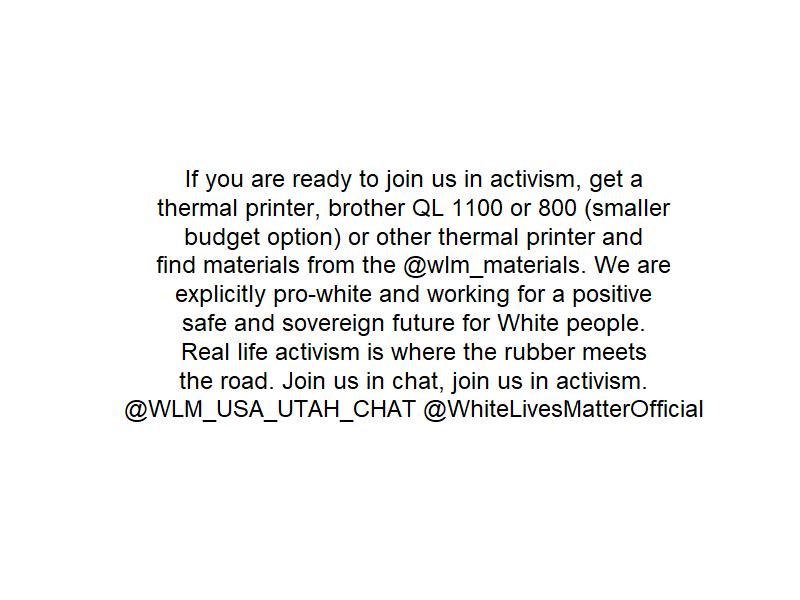 If you are ready to join us in activism, get a
thermal printer, brother QL 1100 or 800 (smaller
budget option) or other thermal printer and
find materials from the @wlm_materials. We are
explicitly pro-white and working for a positive
safe and sovereign future for White people.
Real life activism is where the rubber meets
the road. Join us in chat, join us in activism.
@WLM_USA_UTAH_CHAT @WhiteLivesMatterOfficial